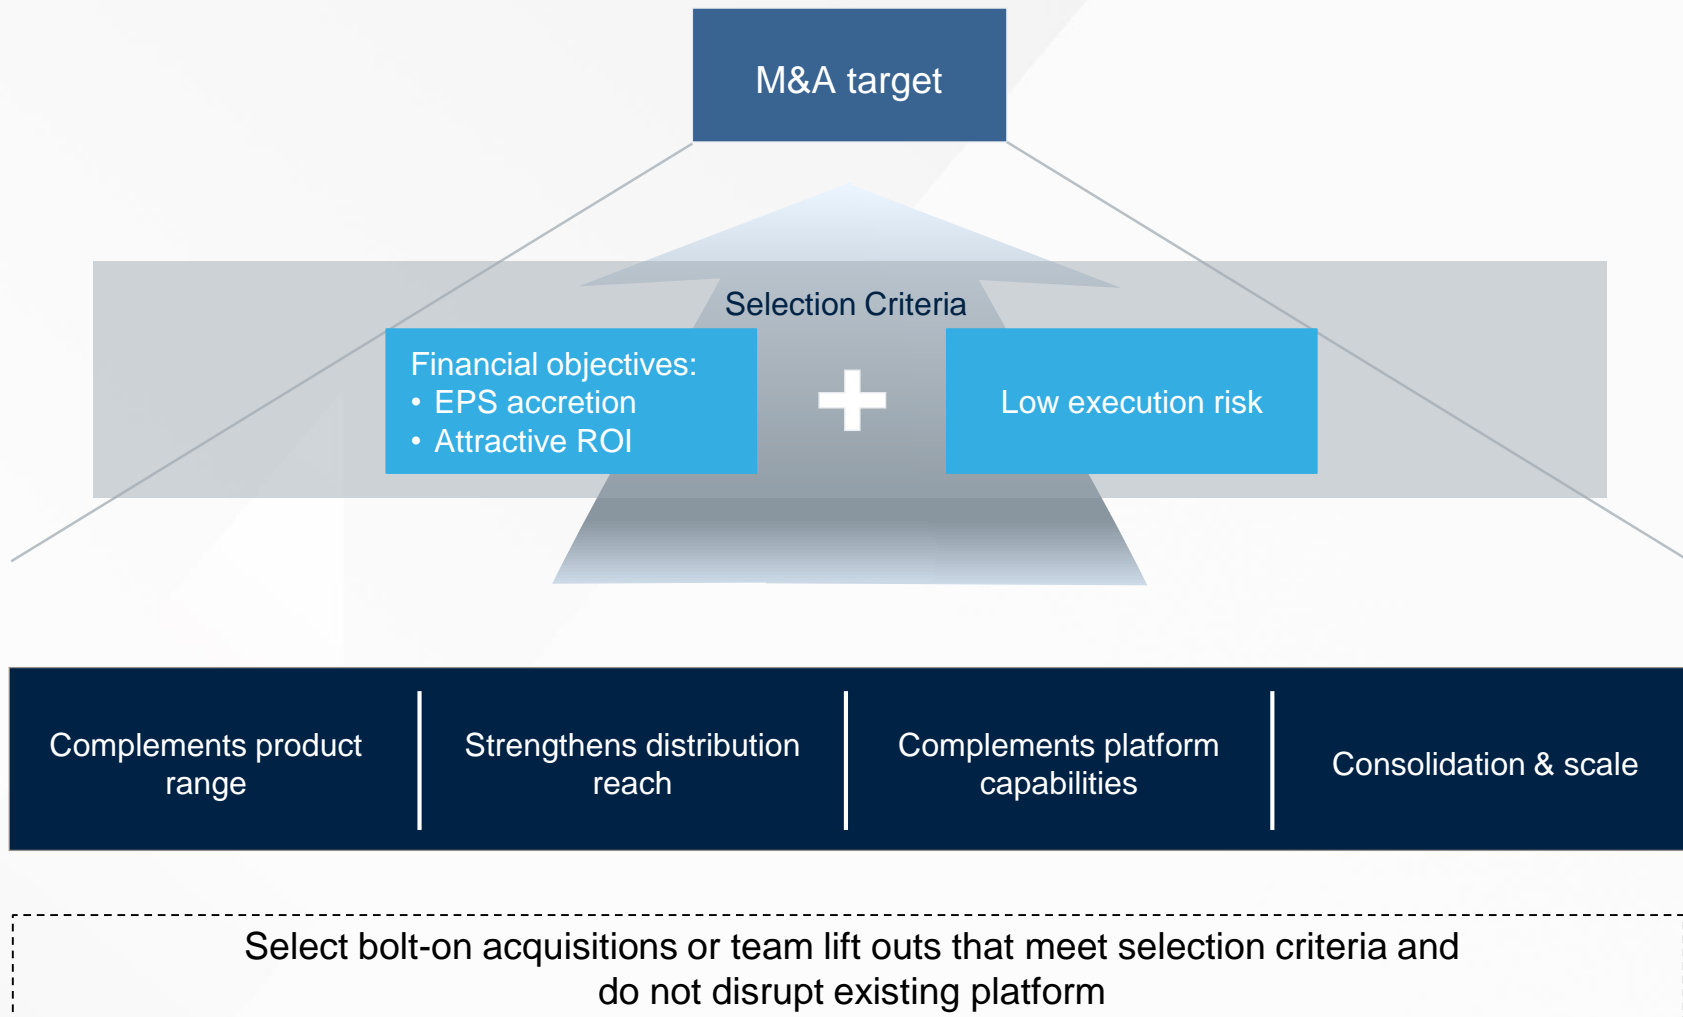 M&A target
Selection Criteria
Financial objectives:
• EPS accretion
• Attractive ROI
Low execution risk
Complements product
range
Strengthens distribution
reach
Complements platform
capabilities
Consolidation & scale
Select bolt-on acquisitions or team lift outs that meet selection criteria and
do not disrupt existing platform